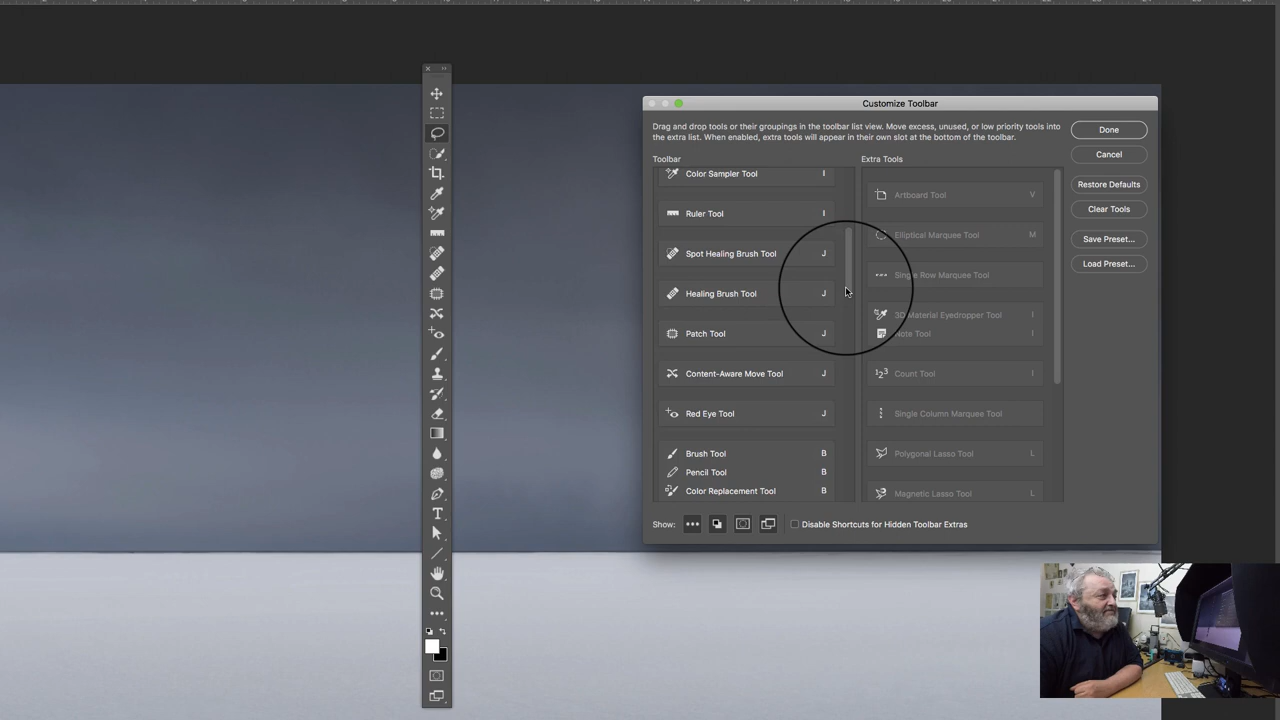 Customize Toolbar
Drag and drop tools or their groupings in the toolbar list view. Move excess, unused, or low priority tools into
the extra list. When enabled, extra tools will appear in their own slot at the bottom of the toolbar.
Done
Cancel
Restore Defaults
Clear Tools
Save Preset...
Load Preset...
Toolbar
Color Sampler Tool I
Ruler Tool I
Spot Healing Brush Tool J
Healing Brush Tool J
Patch Tool J
Content-Aware Move Tool J
Red Eye Tool J
Brush Tool B
Pencil Tool B
Color Replacement Tool B
Extra Tools
Artboard Tool V
Elliptical Marquee Tool M
Single Row Marquee Tool
3D Material Eyedropper Tool I
Note Tool I
Count Tool I
Single Column Marquee Tool
Polygonal Lasso Tool L
Magnetic Lasso Tool L
Show:
Disable Shortcuts for Hidden Toolbar Extras